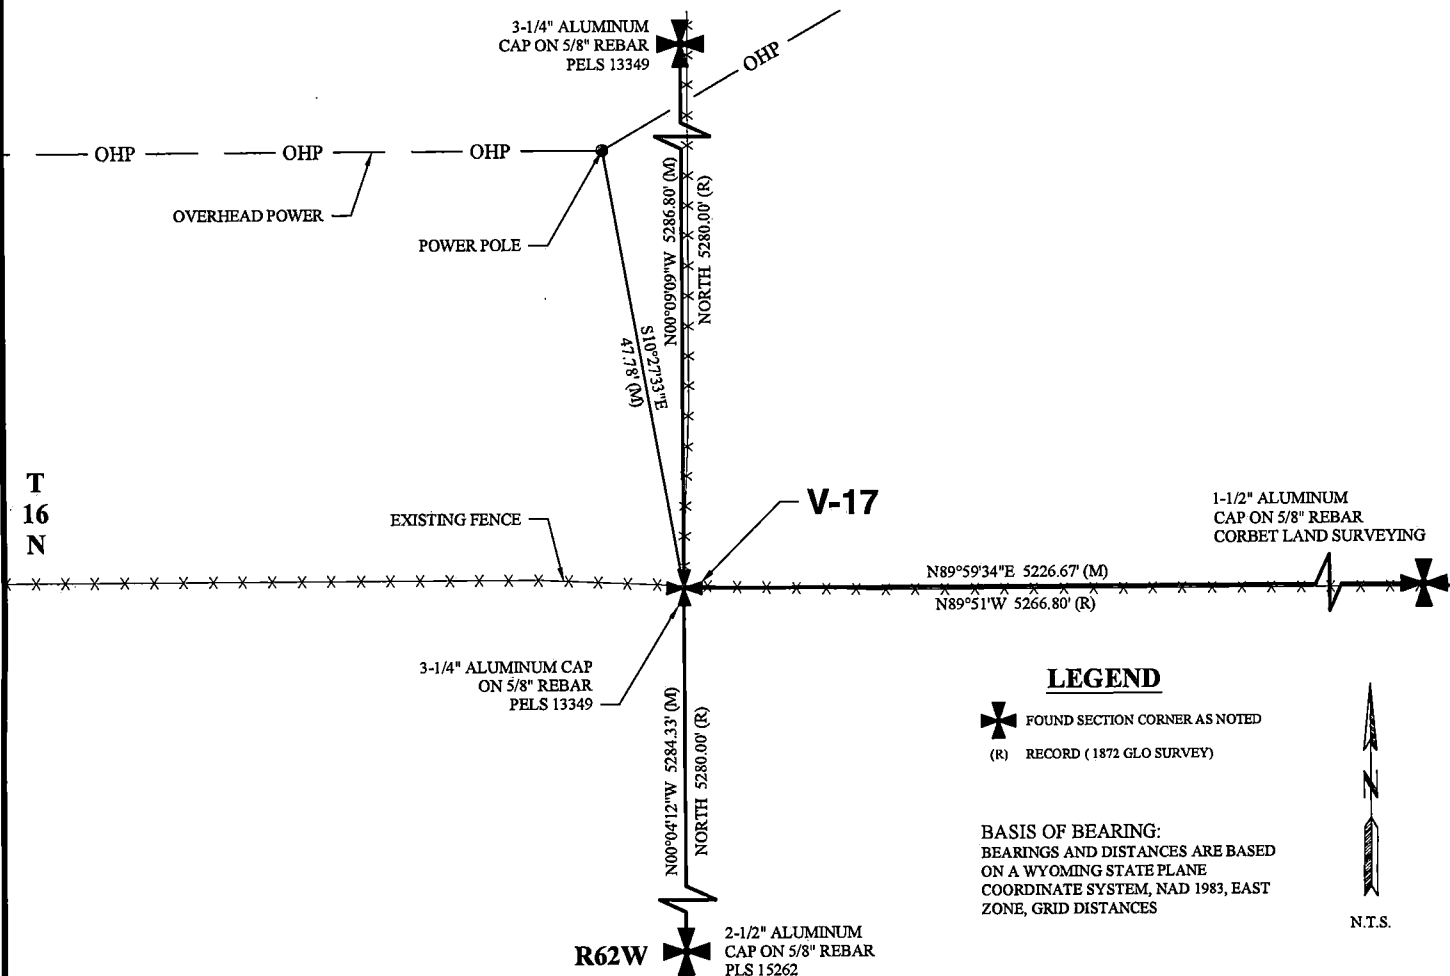 3-1/4" ALUMINUM
CAP ON 5/8" REBAR
PELS 13349
OHP
OHP
OHP
OHP
OVERHEAD POWER
POWER POLE
N00°09'09"W 5286.80' (M)
NORTH 5280.00' (R)
S10°27'33"E
47.78' (M)
T
16
N
EXISTING FENCE
V-17
1-1/2" ALUMINUM
CAP ON 5/8" REBAR
CORBET LAND SURVEYING
N89°59'34"E 5226.67' (M)
N89°51'W 5266.80' (R)
3-1/4" ALUMINUM CAP
ON 5/8" REBAR
PELS 13349
N00°04'12"W 5284.33' (M)
NORTH 5280.00' (R)
LEGEND
FOUND SECTION CORNER AS NOTED
(R) RECORD ( 1872 GLO SURVEY)
BASIS OF BEARING:
BEARINGS AND DISTANCES ARE BASED
ON A WYOMING STATE PLANE
COORDINATE SYSTEM, NAD 1983, EAST
ZONE, GRID DISTANCES
N
N.T.S.
R62W
2-1/2" ALUMINUM
CAP ON 5/8" REBAR
PLS 15262